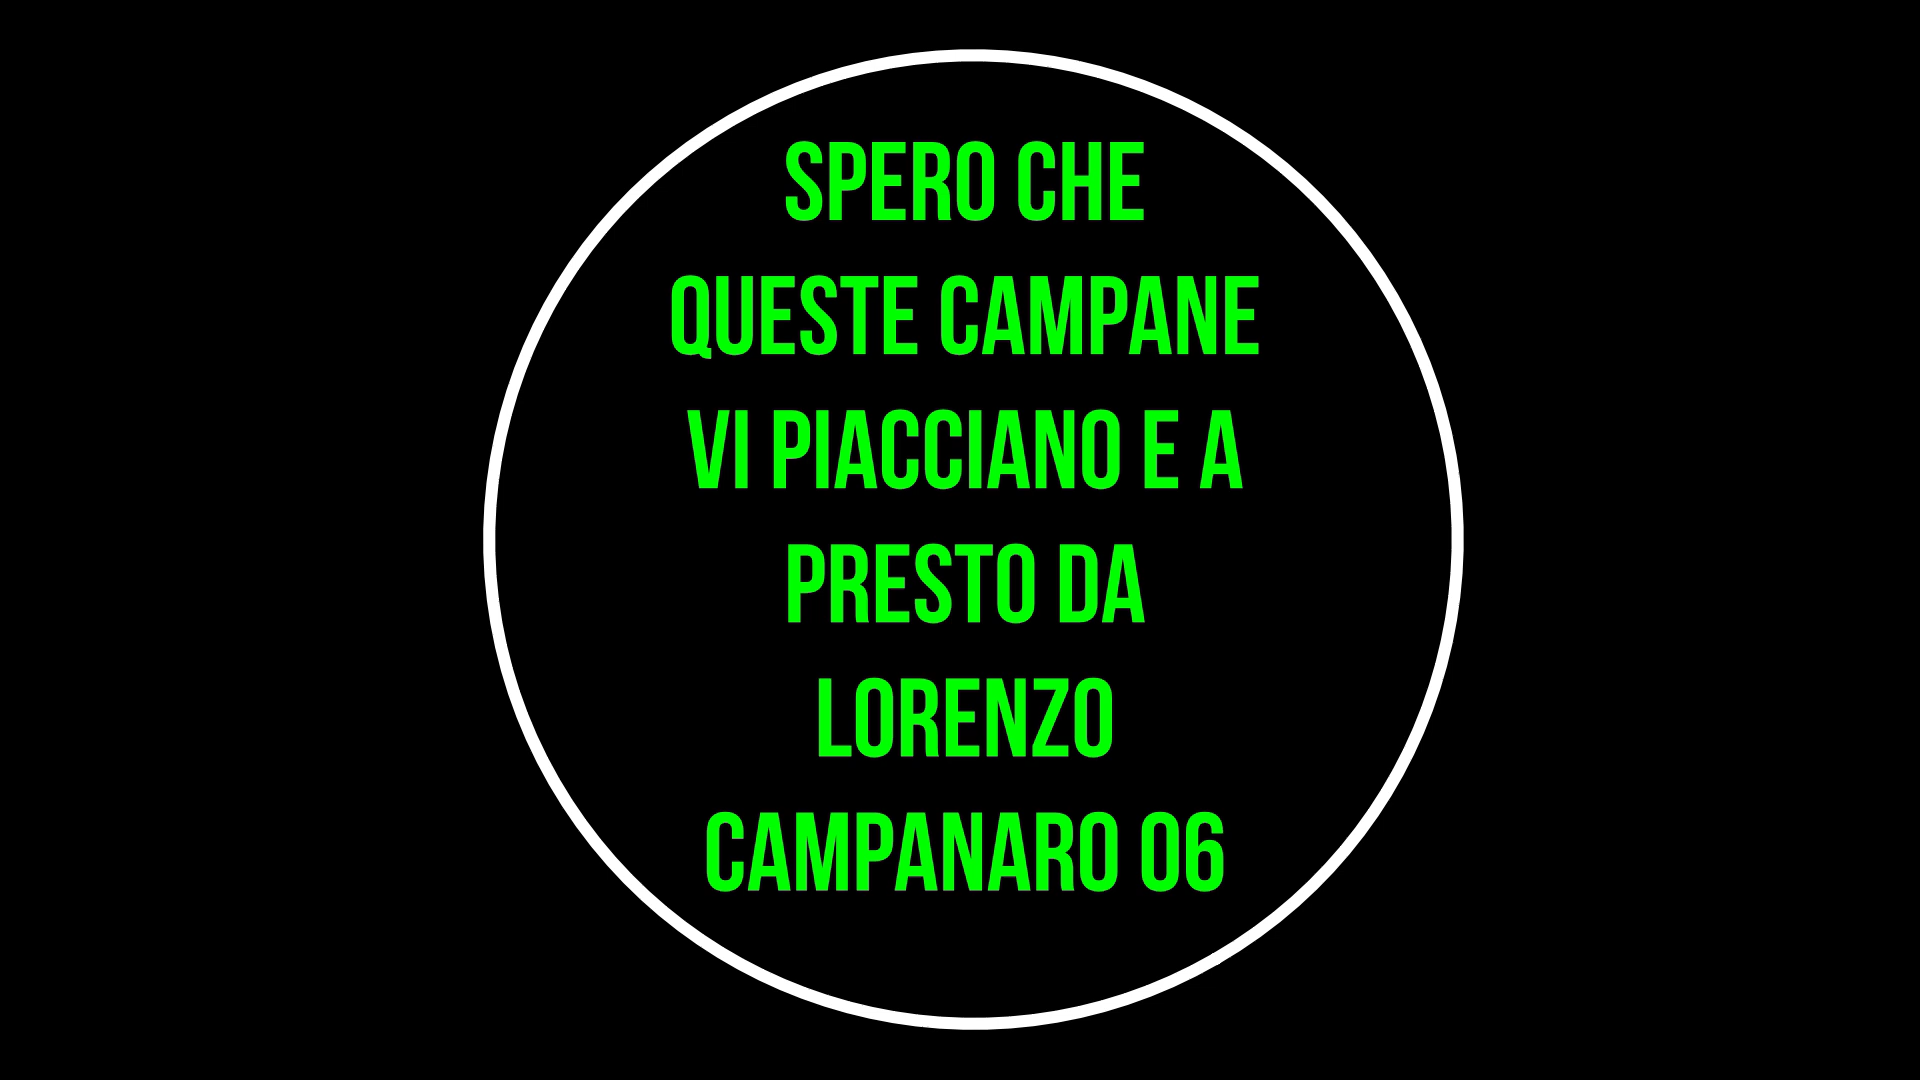 SPERO CHE
QUESTE CAMPANE
VI PIACCIANO E A
PRESTO DA
LORENZO
CAMPANARO 06